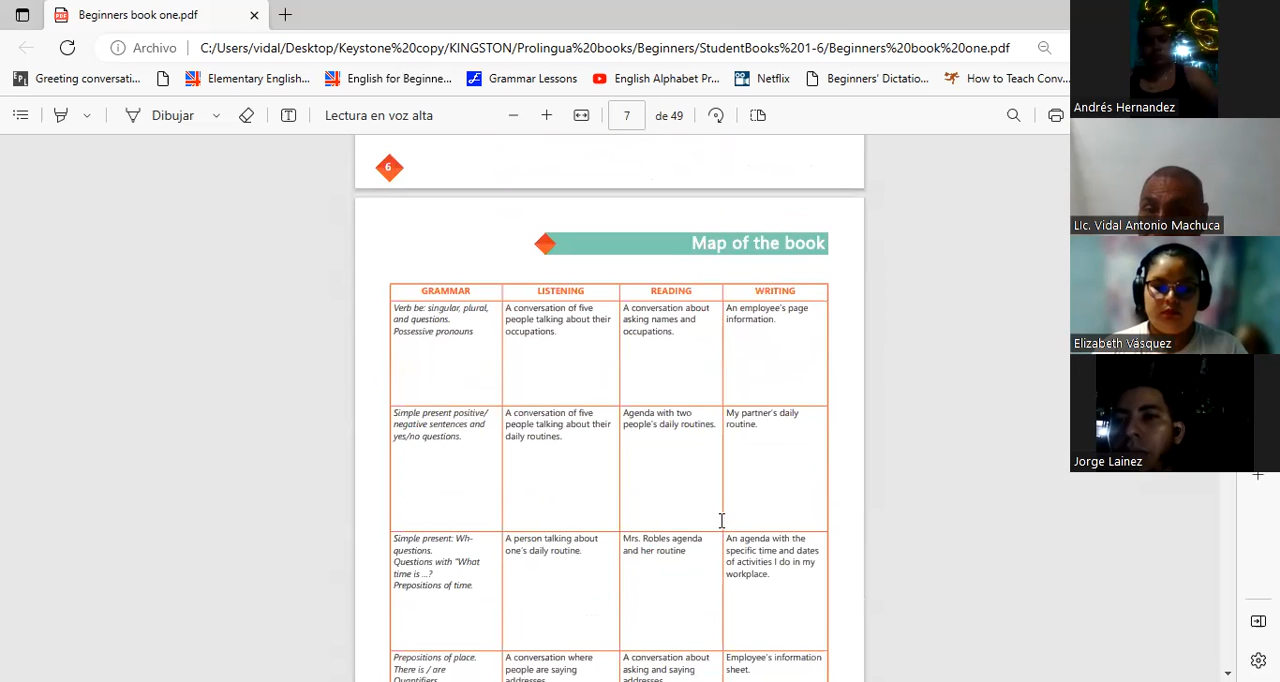 Beginners book one.pdf
Archivo
C:/Users/vidal/Desktop/Keystone%20copy/KINGSTON/Prolingua%20books/Beginners/StudentBooks%201-6/Beginners%20book%20one.pdf
Greeting conversati...
Elementary English...
English for Beginne...
Grammar Lessons
English Alphabet Pr...
Netflix
Beginners' Dictatio...
How to Teach Conv...
Dibujar
Lectura en voz alta
7
de 49
Andrés Hernandez
LIc. Vidal Antonio Machuca
Elizabeth Vásquez
Jorge Lainez
6
Map of the book
GRAMMAR
LISTENING
READING
WRITING
Verb be: singular, plural,
and questions.
Possessive pronouns
A conversation of five
people talking about their
occupations.
A conversation about
asking names and
occupations.
An employee's page
information.
Simple present positive/
negative sentences and
yes/no questions.
A conversation of five
people talking about their
daily routines.
Agenda with two
people's daily routines.
My partner's daily
routine.
Simple present: Wh-
questions.
Questions with "What
time is ...?
Prepositions of time.
A person talking about
one's daily routine.
Mrs. Robles agenda
and her routine
An agenda with the
specific time and dates
of activities I do in my
workplace.
Prepositions of place.
There is / are
Quantifiers
A conversation where
people are saying
addresses
A conversation about
asking and saying
addresses
Employee's information
sheet.